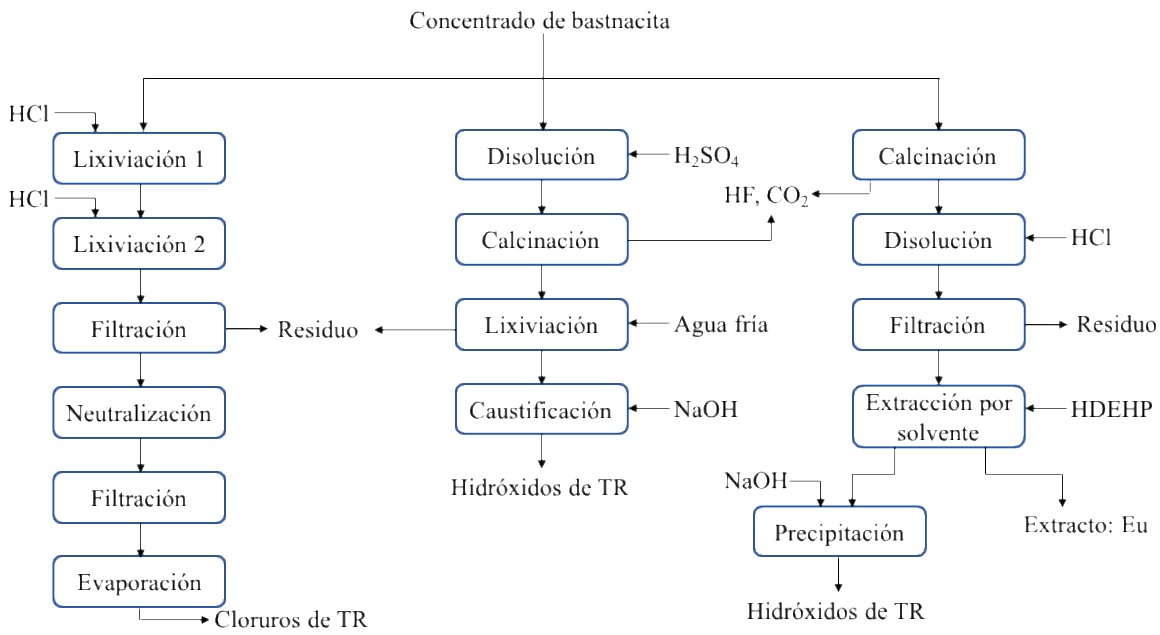 Concentrado de bastnacita
HCl
Lixiviación 1
HCl
Lixiviación 2
Filtración
Residuo
Neutralización
Filtración
Evaporación
Cloruros de TR
Disolución
H₂SO₄
Calcinación
HF, CO₂
Lixiviación
Agua fría
Caustificación
NaOH
Hidróxidos de TR
Calcinación
Disolución
HCl
Filtración
Residuo
Extracción por
solvente
HDEHP
NaOH
Precipitación
Extracto: Eu
Hidróxidos de TR